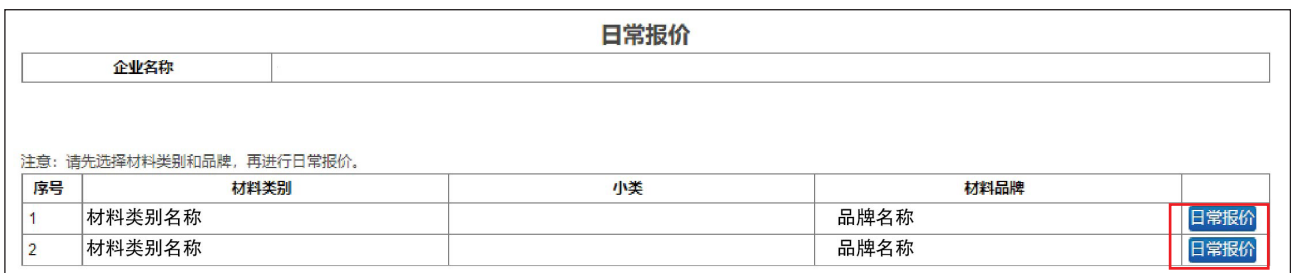 日常报价
企业名称
注意：请先选择材料类别和品牌，再进行日常报价。
序号 材料类别 小类 材料品牌
1 材料类别名称 品牌名称 日常报价
2 材料类别名称 品牌名称 日常报价